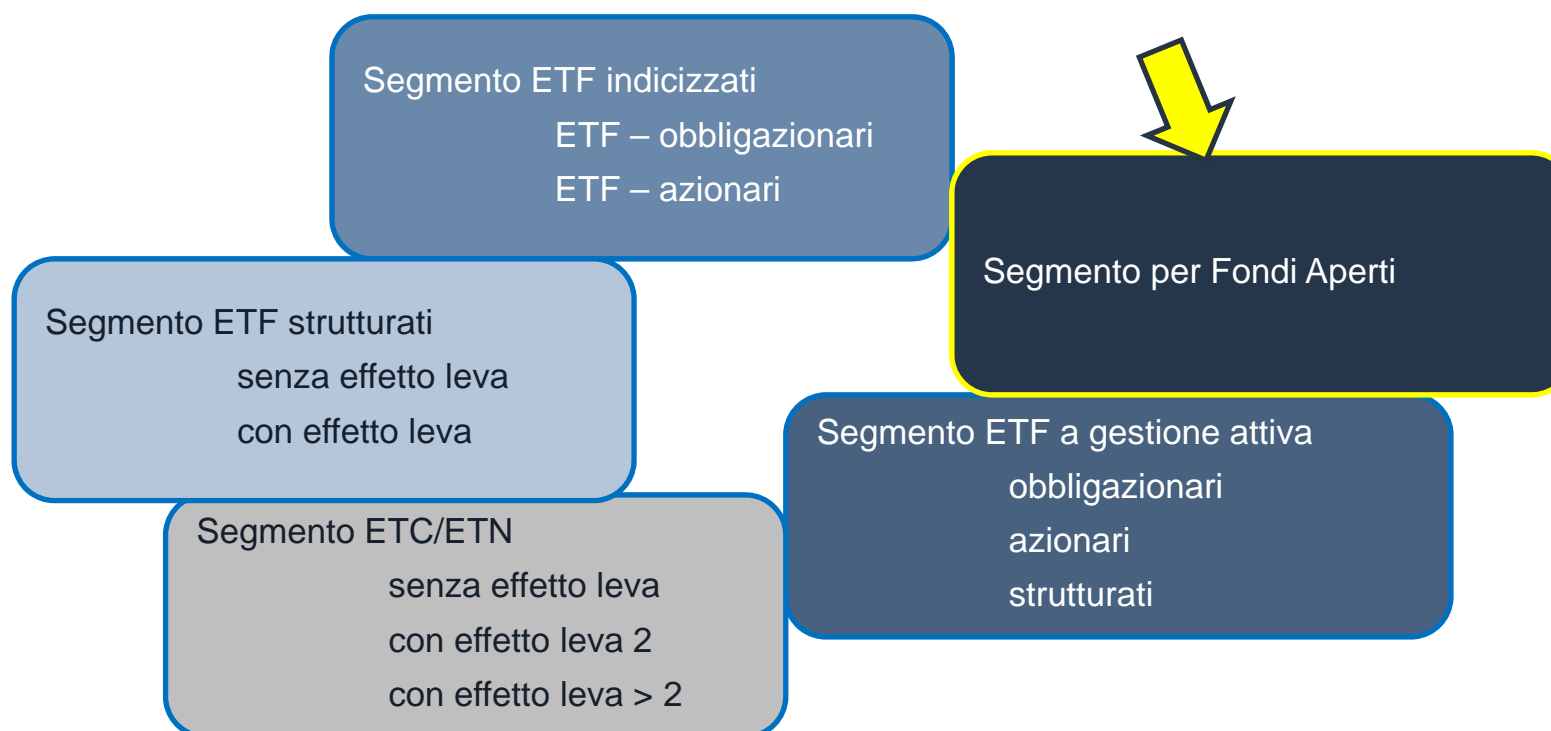 Segmento ETF indicizzati
ETF – obbligazionari
ETF – azionari
Segmento per Fondi Aperti
Segmento ETF strutturati
senza effetto leva
con effetto leva
Segmento ETF a gestione attiva
obbligazionari
azionari
strutturati
Segmento ETC/ETN
senza effetto leva
con effetto leva 2
con effetto leva > 2